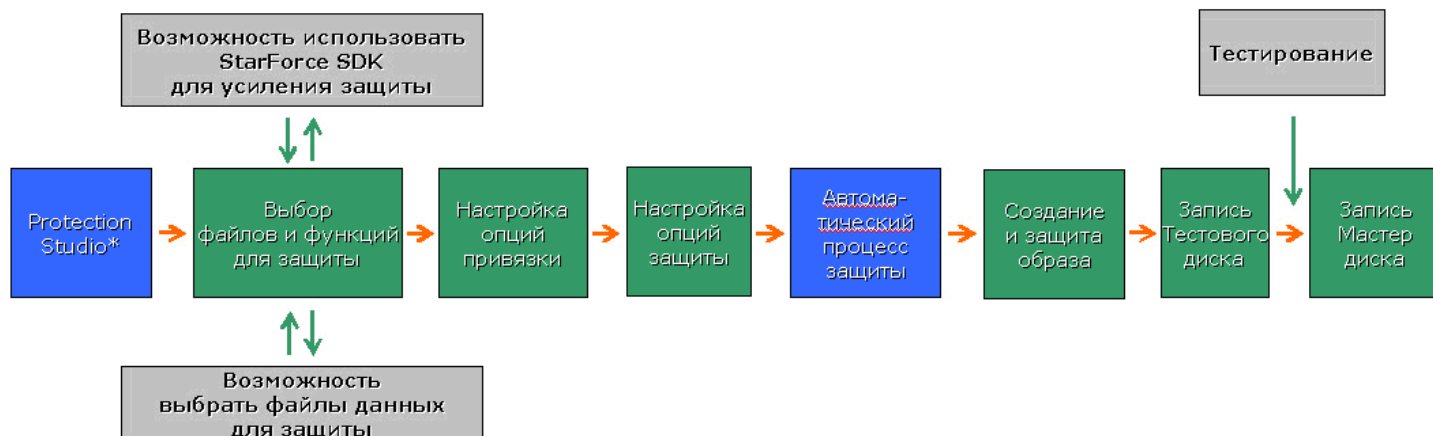 Возможность использовать
StarForce SDK
для усиления защиты
Тестирование
Protection
Studio*
Выбор
файлов и функций
для защиты
Настройка
опций
привязки
Настройка
опций
защиты
Автома-
тический
процесс
защиты
Создание
и защита
образа
Запись
Тестового
диска
Запись
Мастер
диска
Возможность
выбрать файлы данных
для защиты